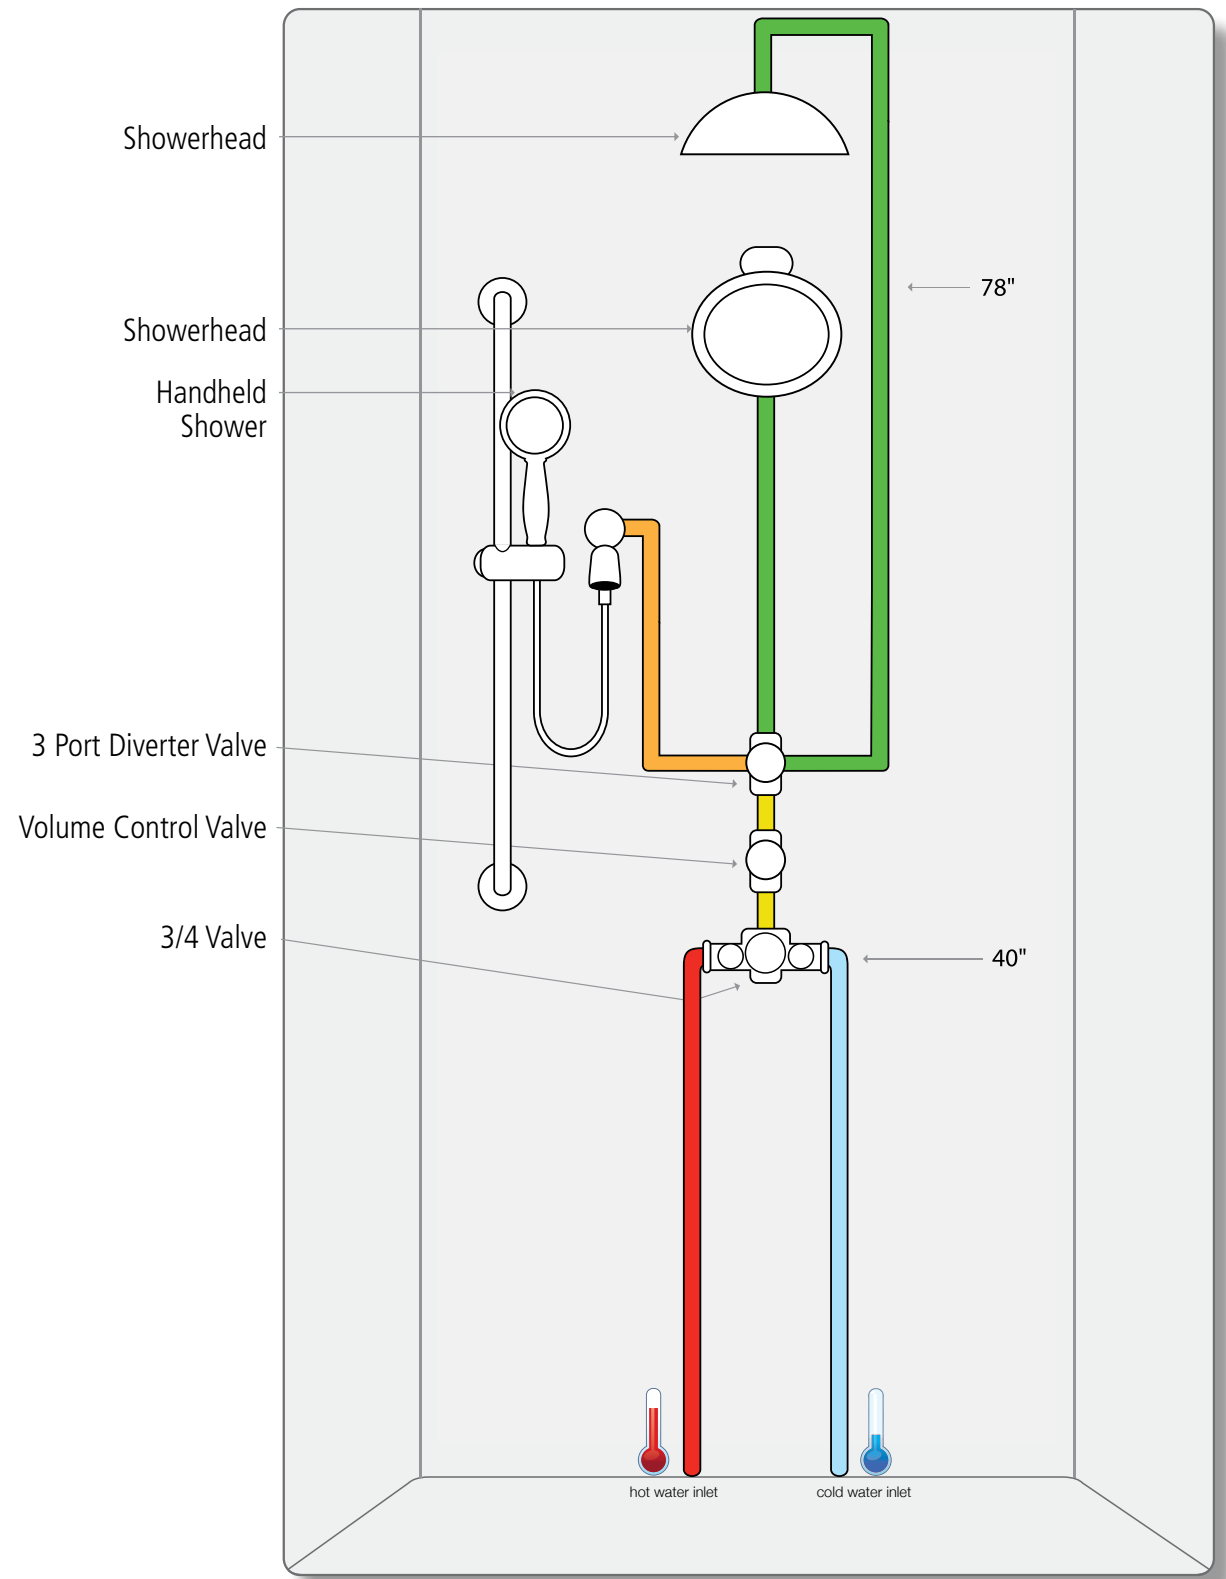 Showerhead
78"
Showerhead
Handheld
Shower
3 Port Diverter Valve
Volume Control Valve
3/4 Valve
40"
hot water inlet
cold water inlet